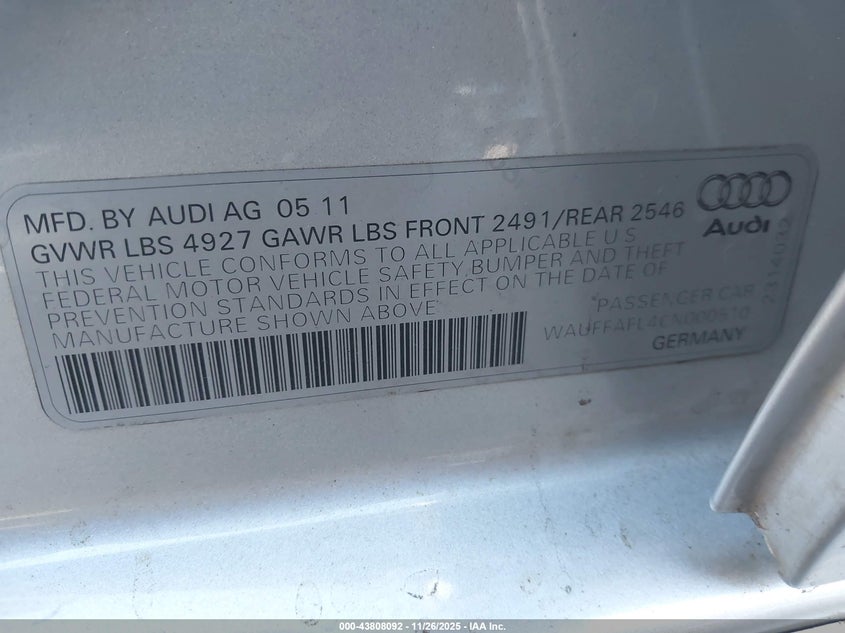 MFD. BY AUDI AG 05 11
GVWR LBS 4927 GAWR LBS FRONT 2491/REAR 2546
THIS VEHICLE CONFORMS TO ALL APPLICABLE U S
FEDERAL MOTOR VEHICLE SAFETY, BUMPER AND THEFT
PREVENTION STANDARDS IN EFFECT ON THE DATE OF
MANUFACTURE SHOWN ABOVE
*PASSENGER CAR
WAUFFAFL4CN000510
GERMANY
Audi
2314012
000-43808092 - 11/26/2025 - IAA Inc.